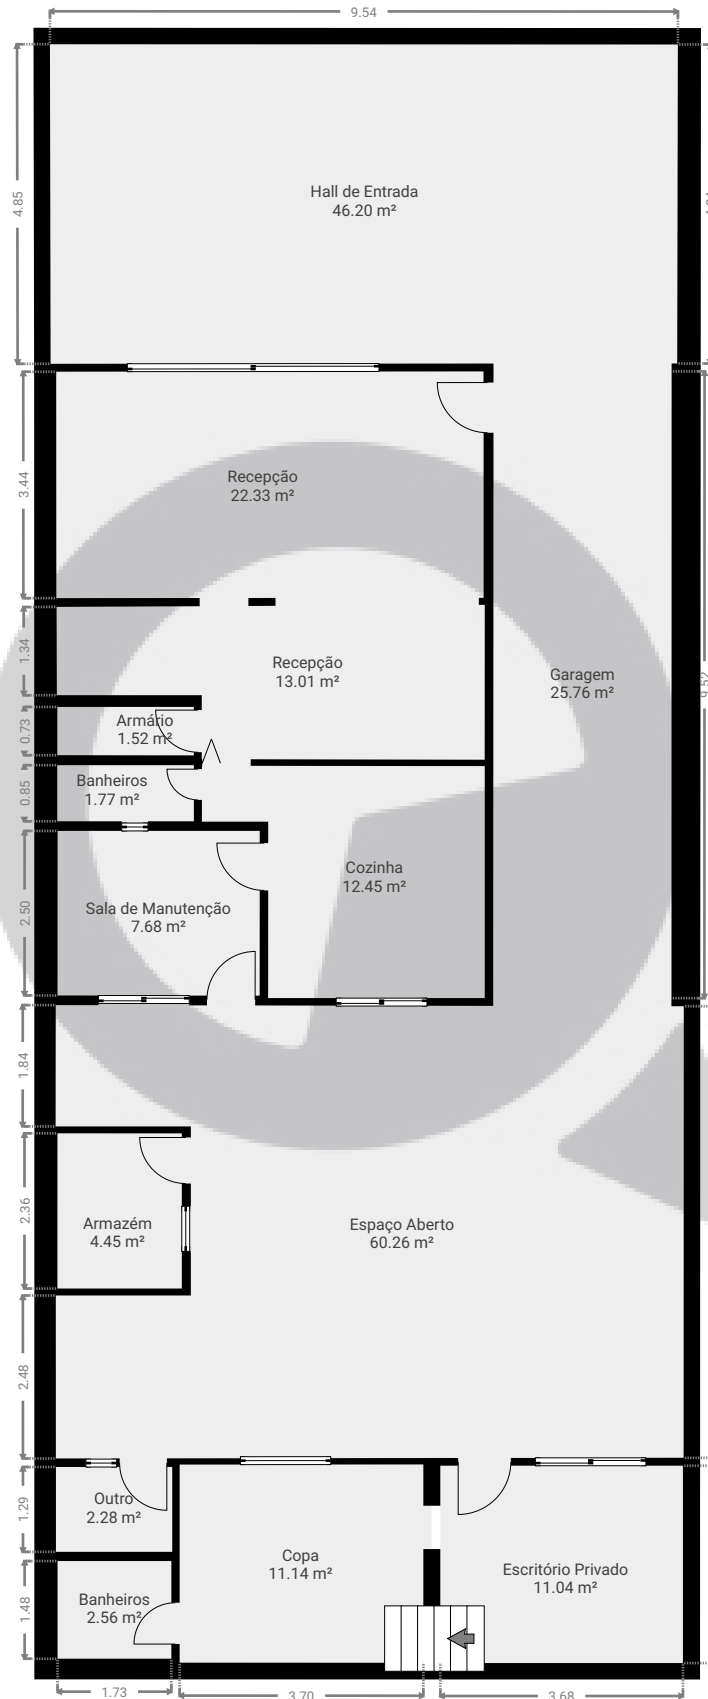 9.54
4.85
Hall de Entrada
46.20 m²
3.44
Recepção
22.33 m²
1.34
Recepção
13.01 m²
Garagem
25.76 m²
9.52
0.73
Armário
1.52 m²
0.85
Banheiros
1.77 m²
Cozinha
12.45 m²
2.50
Sala de Manutenção
7.68 m²
1.84
2.36
Armazém
4.45 m²
Espaço Aberto
60.26 m²
2.48
1.29
Outro
2.28 m²
Copa
11.14 m²
Escritório Privado
11.04 m²
1.48
Banheiros
2.56 m²
1.73
3.70
3.68